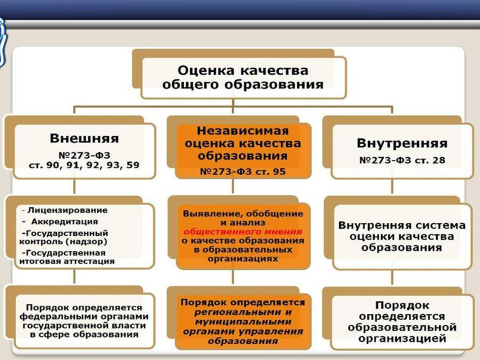 Оценка качества
общего образования
Внешняя
№273-ФЗ
ст. 90, 91, 92, 93, 59
Независимая
оценка качества
образования
№273-ФЗ ст. 95
Внутренняя
№273-ФЗ ст. 28
- Лицензирование
- Аккредитация
-Государственный
контроль (надзор)
-Государственная
итоговая аттестация
Выявление, обобщение
и анализ
общественного мнения
о качестве образования
в образовательных
организациях
Внутренняя система
оценки качества
образования
Порядок определяется
федеральными органами
государственной власти
в сфере образования
Порядок определяется
региональными и
муниципальными
органами управления
образования
Порядок
определяется
образовательной
организацией